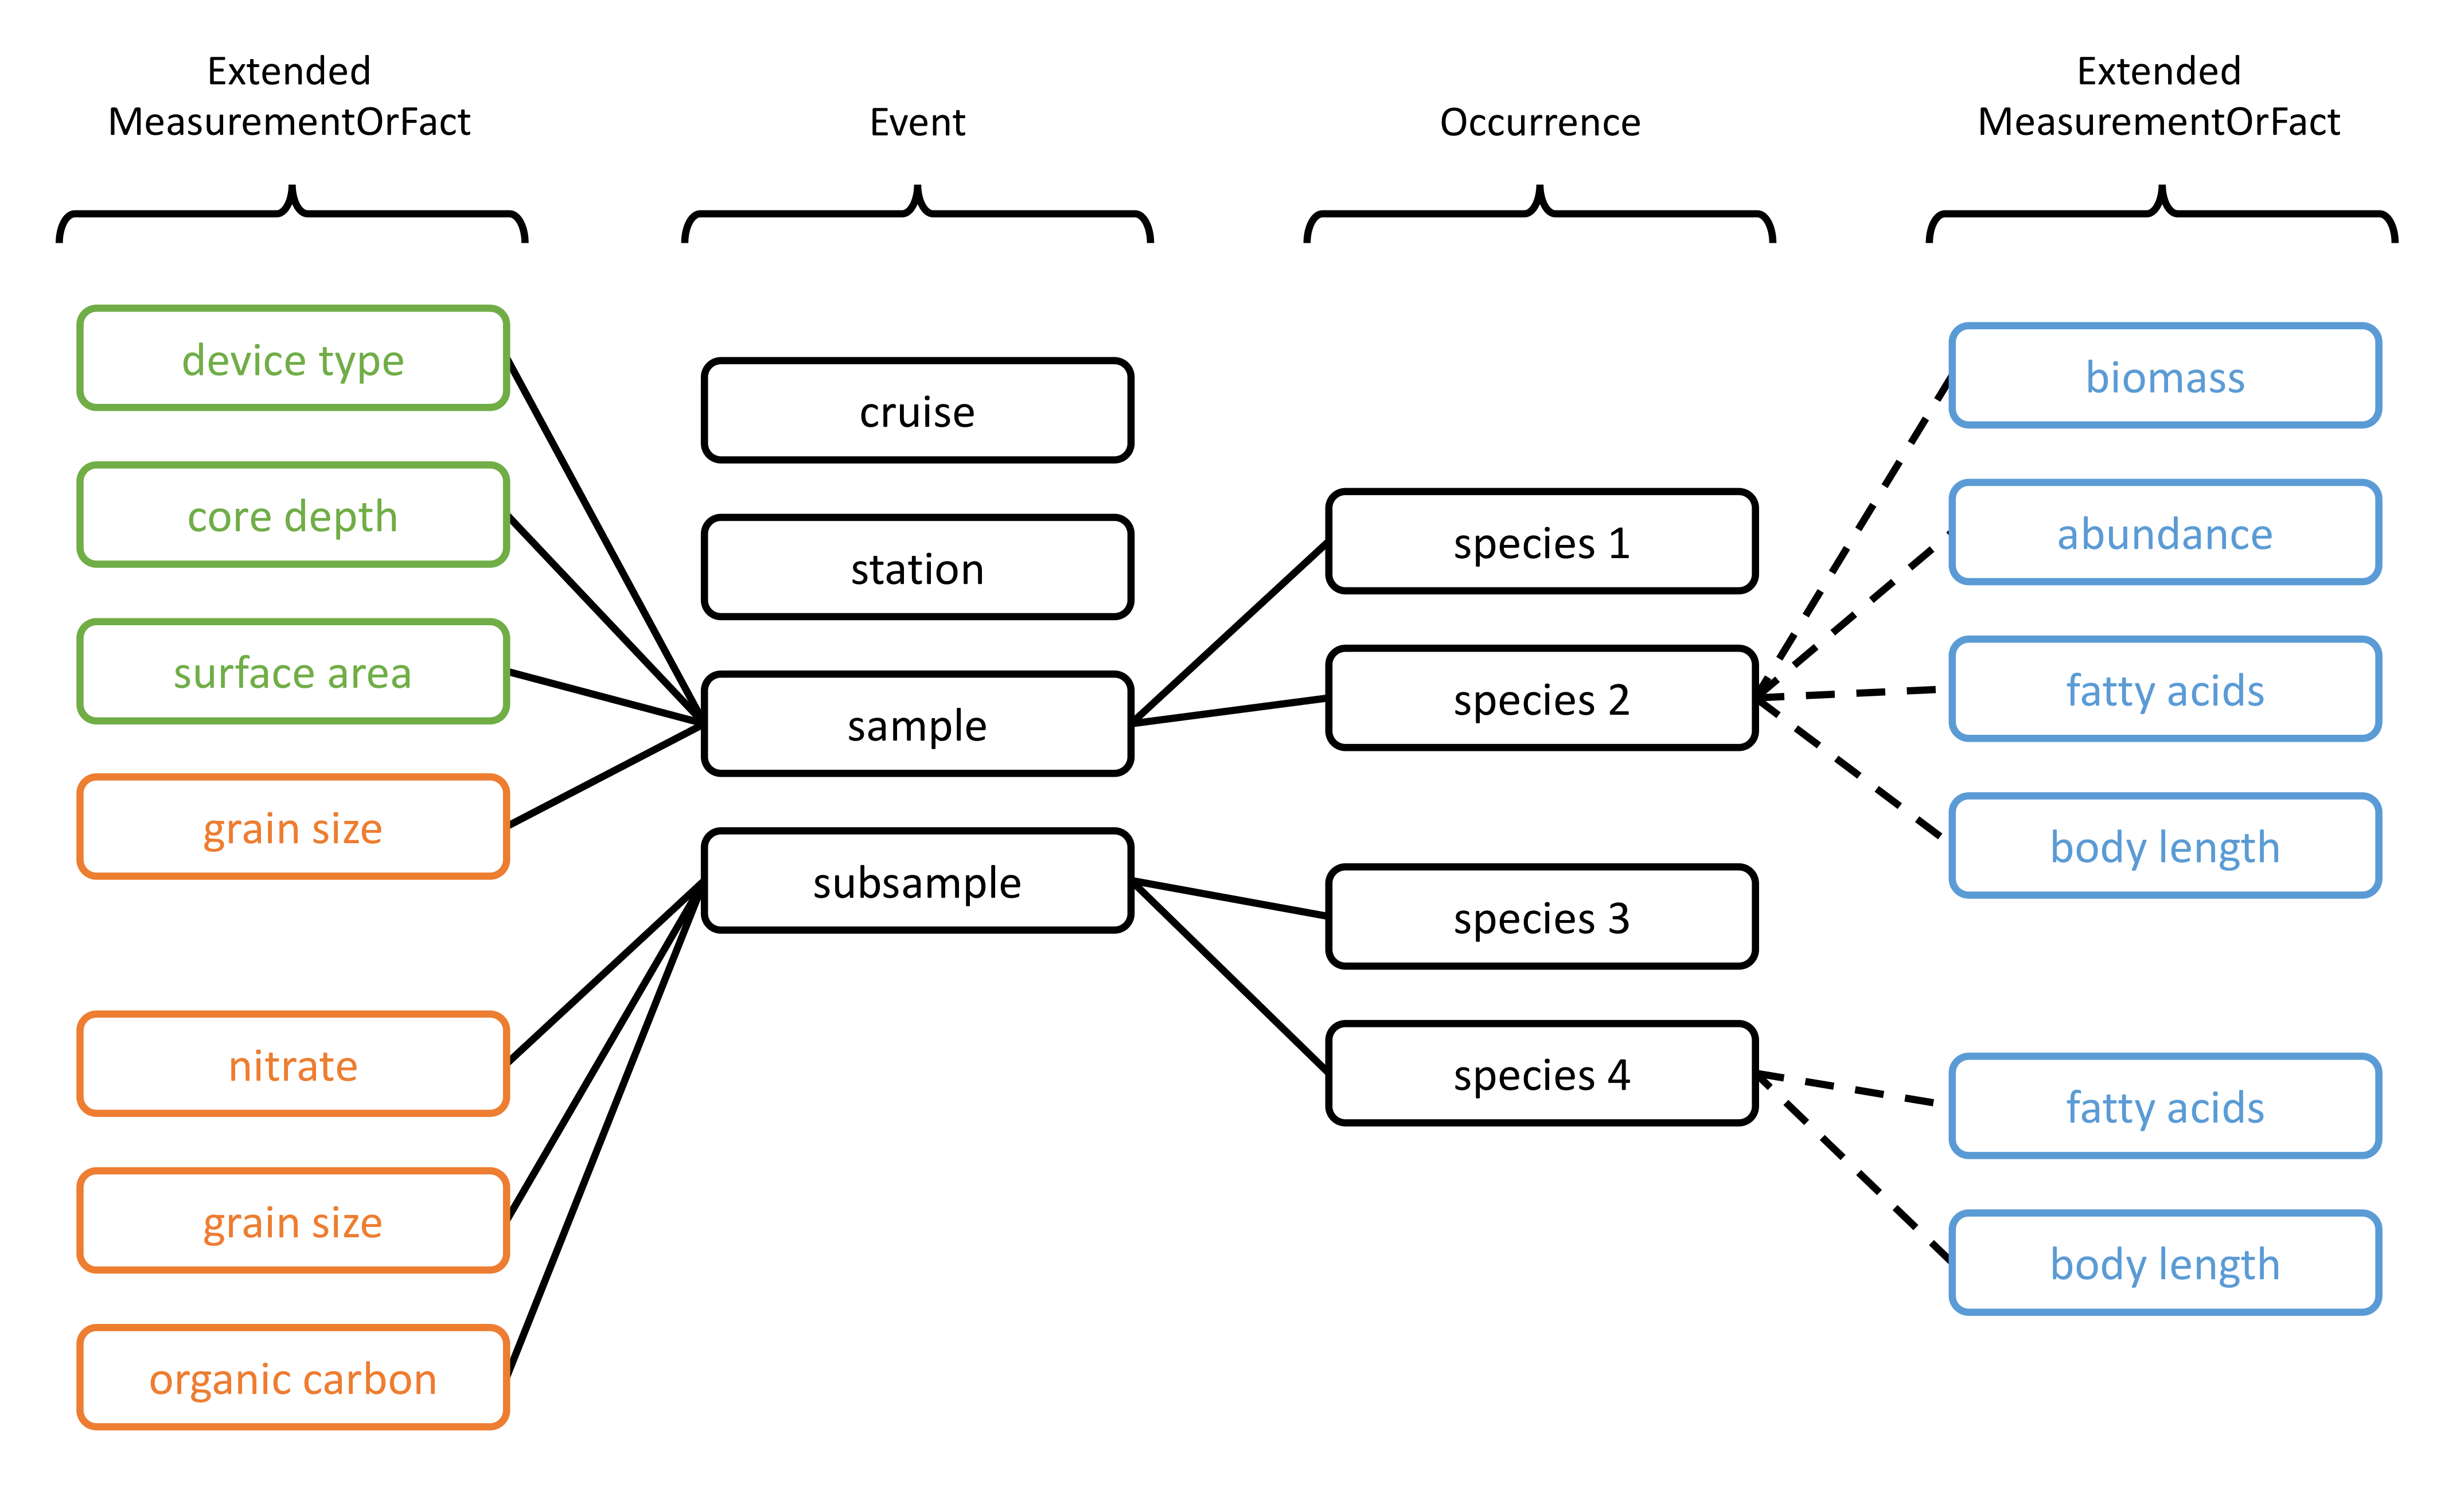 Extended
MeasurementOrFact
Event
Occurrence
Extended
MeasurementOrFact
device type
core depth
surface area
grain size
nitrate
grain size
organic carbon
cruise
station
sample
subsample
species 1
species 2
species 3
species 4
biomass
abundance
fatty acids
body length
fatty acids
body length